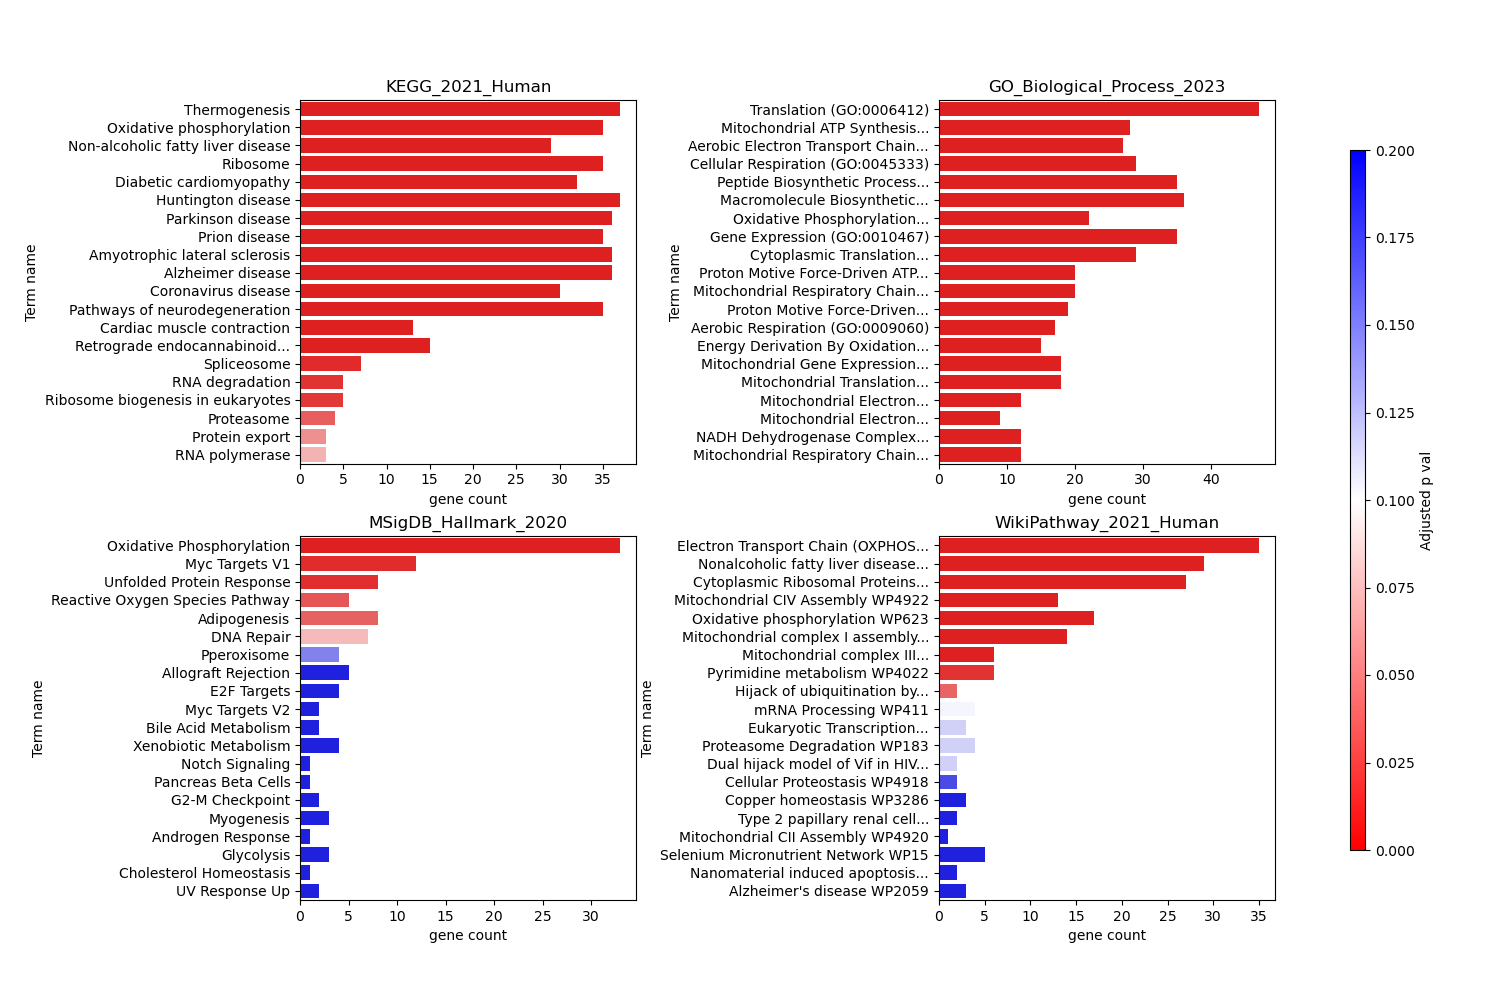 KEGG_2021_Human
Term name
Thermogenesis
Oxidative phosphorylation
Non-alcoholic fatty liver disease
Ribosome
Diabetic cardiomyopathy
Huntington disease
Parkinson disease
Prion disease
Amyotrophic lateral sclerosis
Alzheimer disease
Coronavirus disease
Pathways of neurodegeneration
Cardiac muscle contraction
Retrograde endocannabinoid...
Spliceosome
RNA degradation
Ribosome biogenesis in eukaryotes
Proteasome
Protein export
RNA polymerase
0 5 10 15 20 25 30 35
gene count
GO_Biological_Process_2023
Term name
Translation (GO:0006412)
Mitochondrial ATP Synthesis...
Aerobic Electron Transport Chain...
Cellular Respiration (GO:0045333)
Peptide Biosynthetic Process...
Macromolecule Biosynthetic...
Oxidative Phosphorylation...
Gene Expression (GO:0010467)
Cytoplasmic Translation...
Proton Motive Force-Driven ATP...
Mitochondrial Respiratory Chain...
Proton Motive Force-Driven...
Aerobic Respiration (GO:0009060)
Energy Derivation By Oxidation...
Mitochondrial Gene Expression...
Mitochondrial Translation...
Mitochondrial Electron...
Mitochondrial Electron...
NADH Dehydrogenase Complex...
Mitochondrial Respiratory Chain...
0 10 20 30 40
gene count
MSigDB_Hallmark_2020
Term name
Oxidative Phosphorylation
Myc Targets V1
Unfolded Protein Response
Reactive Oxygen Species Pathway
Adipogenesis
DNA Repair
Pperoxisome
Allograft Rejection
E2F Targets
Myc Targets V2
Bile Acid Metabolism
Xenobiotic Metabolism
Notch Signaling
Pancreas Beta Cells
G2-M Checkpoint
Myogenesis
Androgen Response
Glycolysis
Cholesterol Homeostasis
UV Response Up
0 5 10 15 20 25 30
gene count
WikiPathway_2021_Human
Term name
Electron Transport Chain (OXPHOS...
Nonalcoholic fatty liver disease...
Cytoplasmic Ribosomal Proteins...
Mitochondrial CIV Assembly WP4922
Oxidative phosphorylation WP623
Mitochondrial complex I assembly...
Mitochondrial complex III...
Pyrimidine metabolism WP4022
Hijack of ubiquitination by...
mRNA Processing WP411
Eukaryotic Transcription...
Proteasome Degradation WP183
Dual hijack model of Vif in HIV...
Cellular Proteostasis WP4918
Copper homeostasis WP3286
Type 2 papillary renal cell...
Mitochondrial CII Assembly WP4920
Selenium Micronutrient Network WP15
Nanomaterial induced apoptosis...
Alzheimer's disease WP2059
0 5 10 15 20 25 30 35
gene count
0.200
0.175
0.150
0.125
0.100
0.075
0.050
0.025
0.000
Adjusted p val